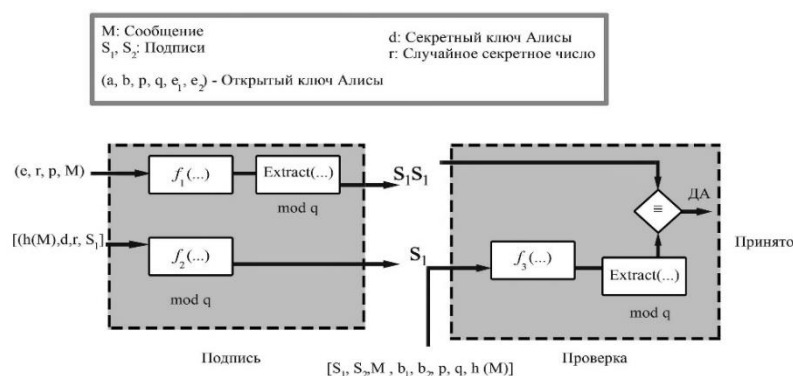 M: Сообщение
S₁, S₂: Подписи
d: Секретный ключ Алисы
r: Случайное секретное число
(a, b, p, q, e₁, e₂) - Открытый ключ Алисы
(e, r, p, M)
f₁(...)
Extract(...)
mod q
S₁S₁
ДА
≡
[(h(M),d,r, S₁]
f₂(...)
mod q
S₁
f₃(...)
Extract(...)
mod q
Принято
Подпись
Проверка
[S₁, S₂,M , b₁, b₂, p, q, h (M)]